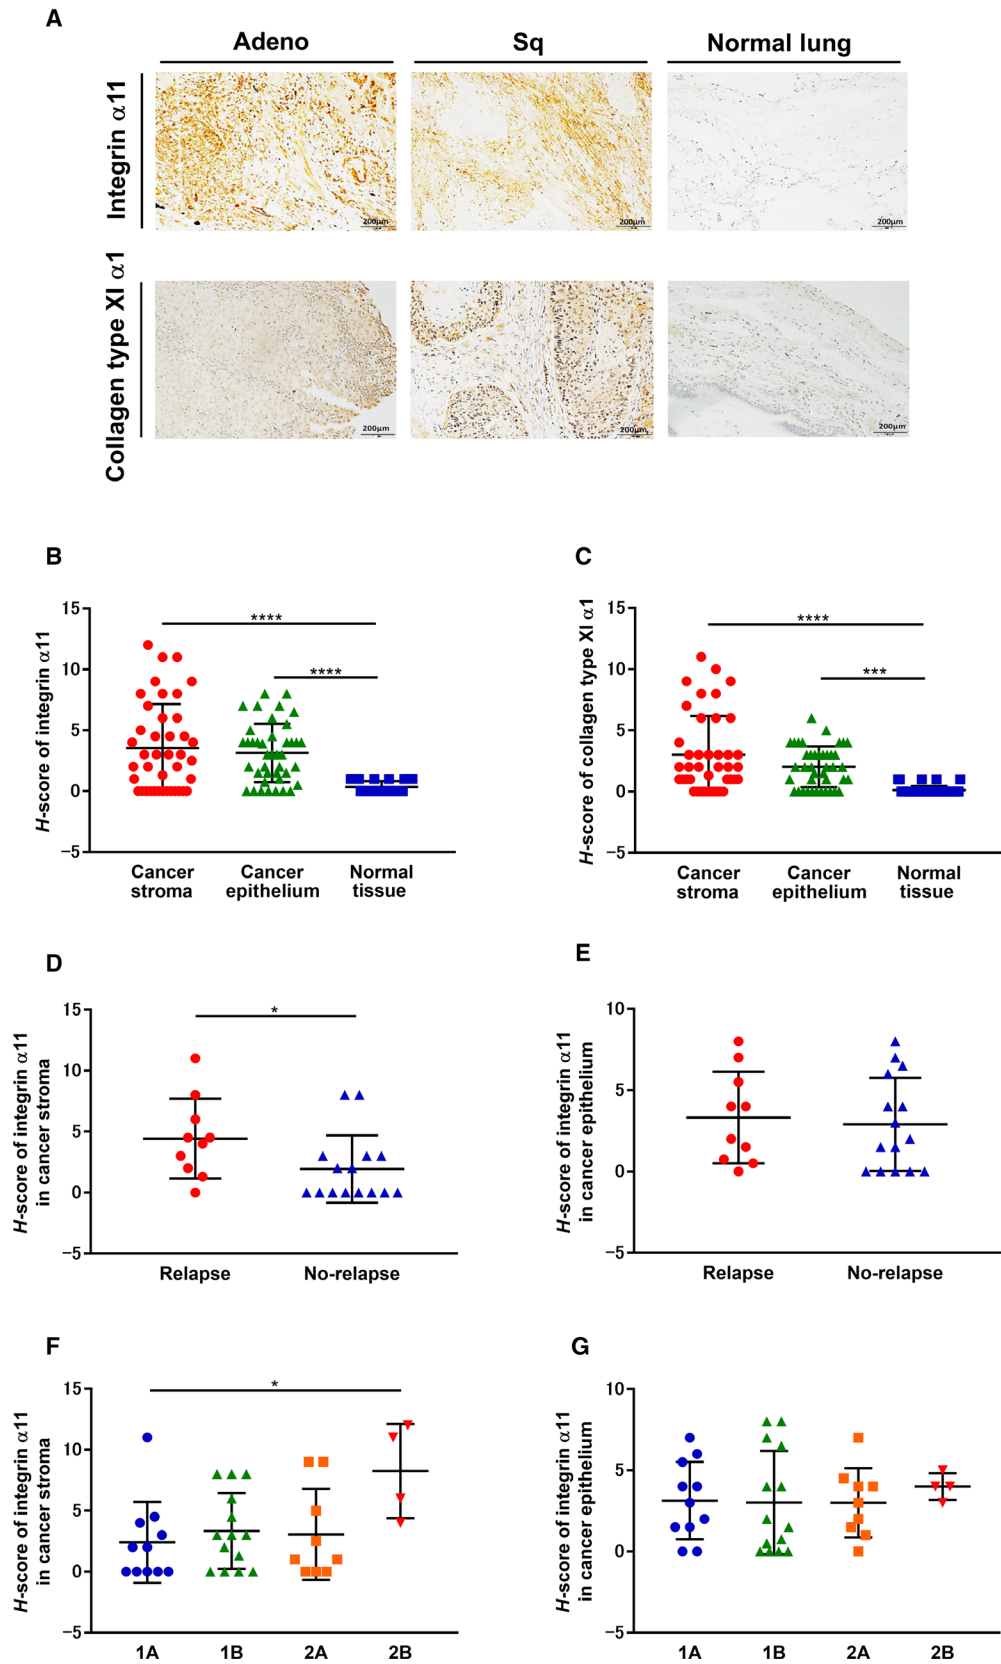 A
Adeno
Sq
Normal lung
Integrin α11
200μm
200μm
200μm
Collagen type XI α1
200μm
200μm
200μm
B
H-score of integrin α11
15
10
5
0
−5
****
****
Cancer stroma
Cancer epithelium
Normal tissue
C
H-score of collagen type XI α1
15
10
5
0
−5
****
***
Cancer stroma
Cancer epithelium
Normal tissue
D
H-score of integrin α11
in cancer stroma
15
10
5
0
−5
*
Relapse
No-relapse
E
H-score of integrin α11
in cancer epithelium
10
5
0
−5
Relapse
No-relapse
F
H-score of integrin α11
in cancer stroma
15
10
5
0
−5
*
1A
1B
2A
2B
G
H-score of integrin α11
in cancer epithelium
10
5
0
−5
1A
1B
2A
2B